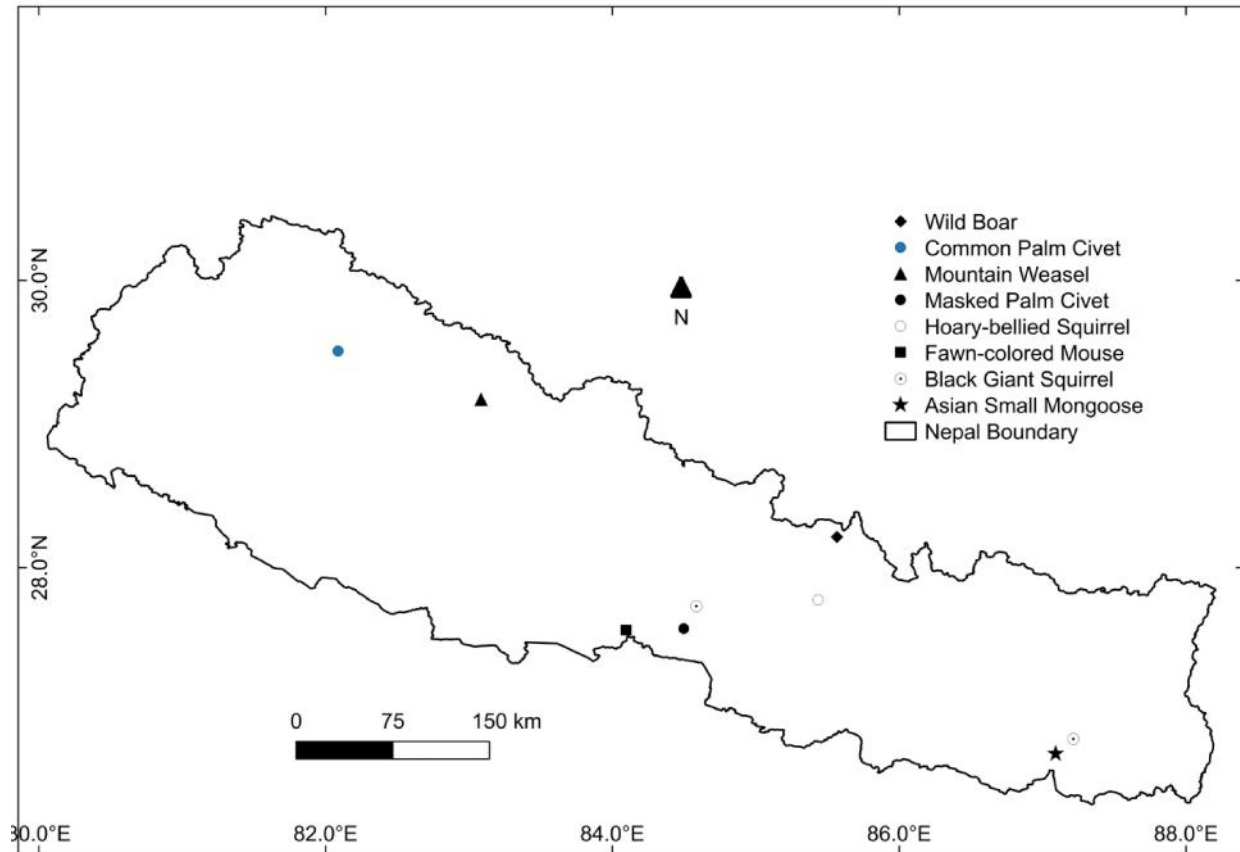 30.0°N
28.0°N
N
Wild Boar
Common Palm Civet
Mountain Weasel
Masked Palm Civet
Hoary-bellied Squirrel
Fawn-colored Mouse
Black Giant Squirrel
Asian Small Mongoose
Nepal Boundary
0 75 150 km
80.0°E 82.0°E 84.0°E 86.0°E 88.0°E